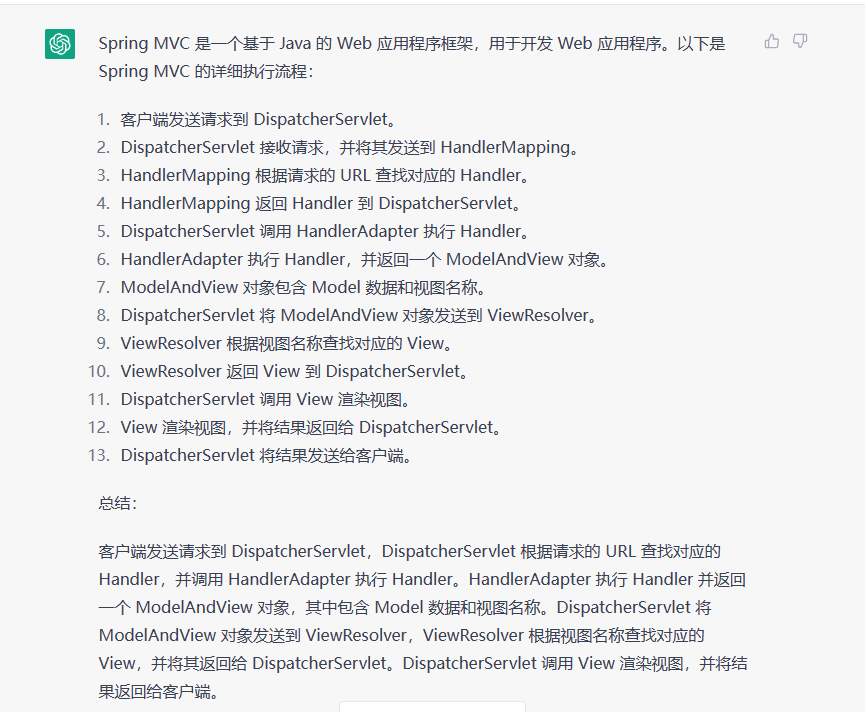 Spring MVC 是一个基于 Java 的 Web 应用程序框架，用于开发 Web 应用程序。以下是
Spring MVC 的详细执行流程：
1. 客户端发送请求到 DispatcherServlet。
2. DispatcherServlet 接收请求，并将其发送到 HandlerMapping。
3. HandlerMapping 根据请求的 URL 查找对应的 Handler。
4. HandlerMapping 返回 Handler 到 DispatcherServlet。
5. DispatcherServlet 调用 HandlerAdapter 执行 Handler。
6. HandlerAdapter 执行 Handler，并返回一个 ModelAndView 对象。
7. ModelAndView 对象包含 Model 数据和视图名称。
8. DispatcherServlet 将 ModelAndView 对象发送到 ViewResolver。
9. ViewResolver 根据视图名称查找对应的 View。
10. ViewResolver 返回 View 到 DispatcherServlet。
11. DispatcherServlet 调用 View 渲染视图。
12. View 渲染视图，并将结果返回给 DispatcherServlet。
13. DispatcherServlet 将结果发送给客户端。
总结：
客户端发送请求到 DispatcherServlet，DispatcherServlet 根据请求的 URL 查找对应的
Handler，并调用 HandlerAdapter 执行 Handler。HandlerAdapter 执行 Handler 并返回
一个 ModelAndView 对象，其中包含 Model 数据和视图名称。DispatcherServlet 将
ModelAndView 对象发送到 ViewResolver，ViewResolver 根据视图名称查找对应的
View，并将其返回给 DispatcherServlet。DispatcherServlet 调用 View 渲染视图，并将结
果返回给客户端。